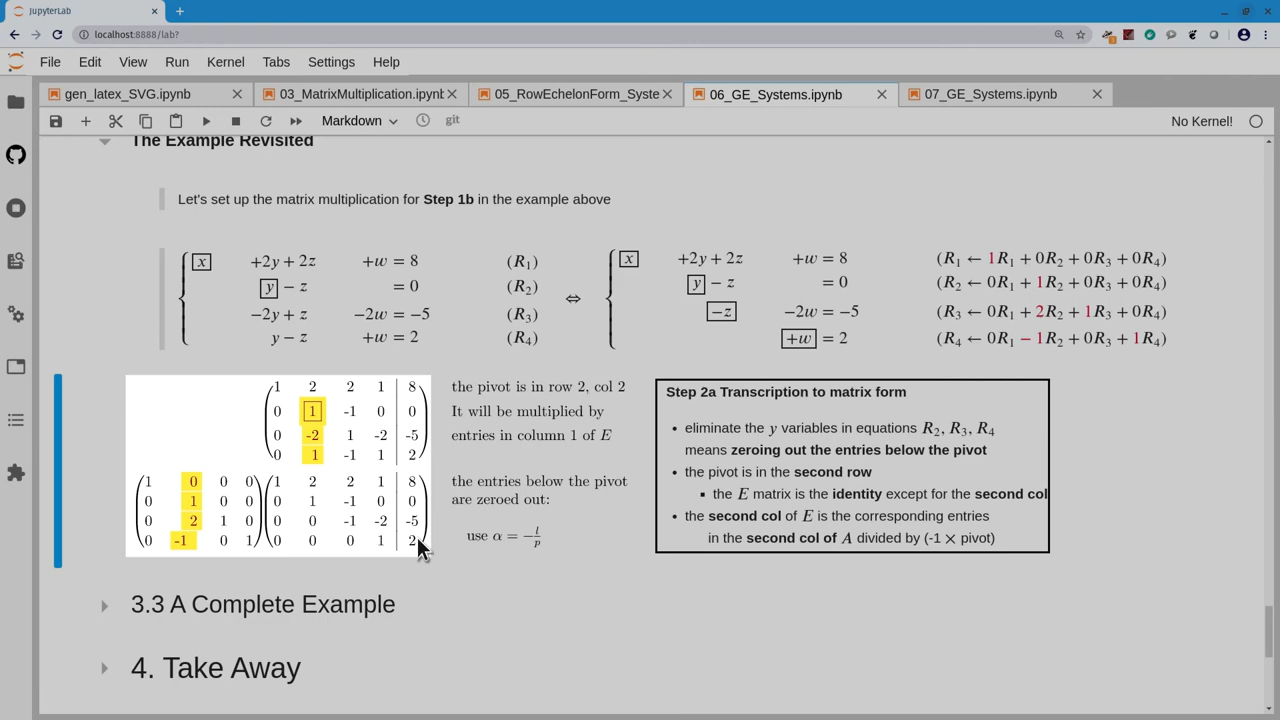 JupyterLab
localhost:8888/lab?
File Edit View Run Kernel Tabs Settings Help
gen_latex_SVG.ipynb 03_MatrixMultiplication.ipynb 05_RowEchelonForm_Syste 06_GE_Systems.ipynb 07_GE_Systems.ipynb
Markdown git No Kernel!
The Example Revisited
Let's set up the matrix multiplication for Step 1b in the example above
x +2y + 2z +w = 8 (R₁) ⇔ x +2y + 2z +w = 8 (R₁ ← 1R₁ + 0R₂ + 0R₃ + 0R₄)
y − z = 0 (R₂) y − z = 0 (R₂ ← 0R₁ + 1R₂ + 0R₃ + 0R₄)
−2y + z −2w = −5 (R₃) −z −2w = −5 (R₃ ← 0R₁ + 2R₂ + 1R₃ + 0R₄)
y − z +w = 2 (R₄) +w = 2 (R₄ ← 0R₁ − 1R₂ + 0R₃ + 1R₄)
1 2 2 1 8
0 1 -1 0 0
0 -2 1 -2 -5
0 1 -1 1 2
1 0 0 0 1 2 2 1 8
0 1 0 0 0 1 -1 0 0
0 2 1 0 0 0 -1 -2 -5
0 -1 0 1 0 0 0 1 2
the pivot is in row 2, col 2
It will be multiplied by
entries in column 1 of E
the entries below the pivot
are zeroed out:
use α = −l/p
Step 2a Transcription to matrix form
• eliminate the y variables in equations R₂, R₃, R₄
means zeroing out the entries below the pivot
• the pivot is in the second row
▪ the E matrix is the identity except for the second col
• the second col of E is the corresponding entries
in the second col of A divided by (-1 × pivot)
3.3 A Complete Example
4. Take Away